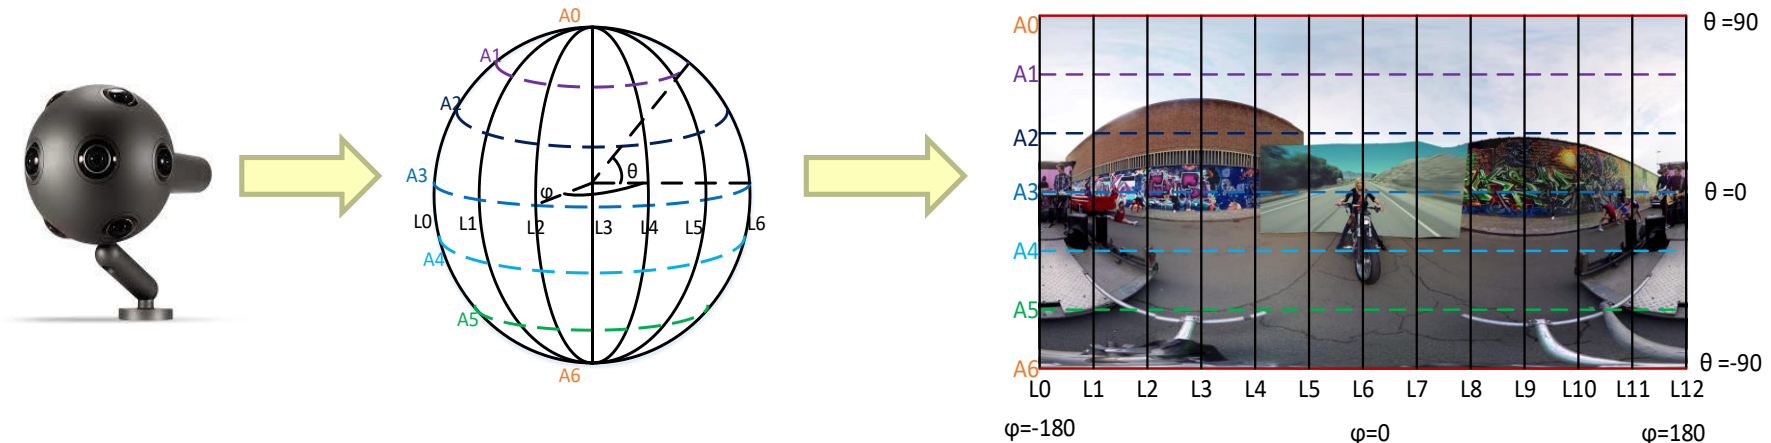 A0
A1
A2
A3
φ
θ
L0
L1
L2
L3
L4
L5
L6
A4
A5
A6
A0
θ =90
A1
A2
A3
θ =0
A4
A5
A6
θ =-90
L0
L1
L2
L3
L4
L5
L6
L7
L8
L9
L10
L11
L12
φ=-180
φ=0
φ=180